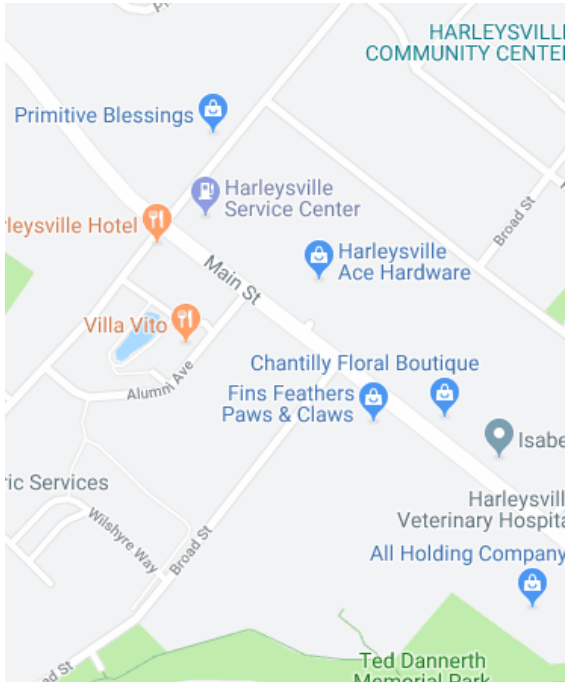 HARLEYSVILL
COMMUNITY CENTE
Primitive Blessings
Harleysville
Service Center
rleysville Hotel
Broad St
Harleysville
Ace Hardware
Main St
Villa Vito
Chantilly Floral Boutique
Alumni Ave
Fins Feathers
Paws & Claws
Isabe
ric Services
Harleysvill
Veterinary Hospita
Wilshyre Way
Broad St
All Holding Company
Ted Dannerth
Memorial Park
ad St